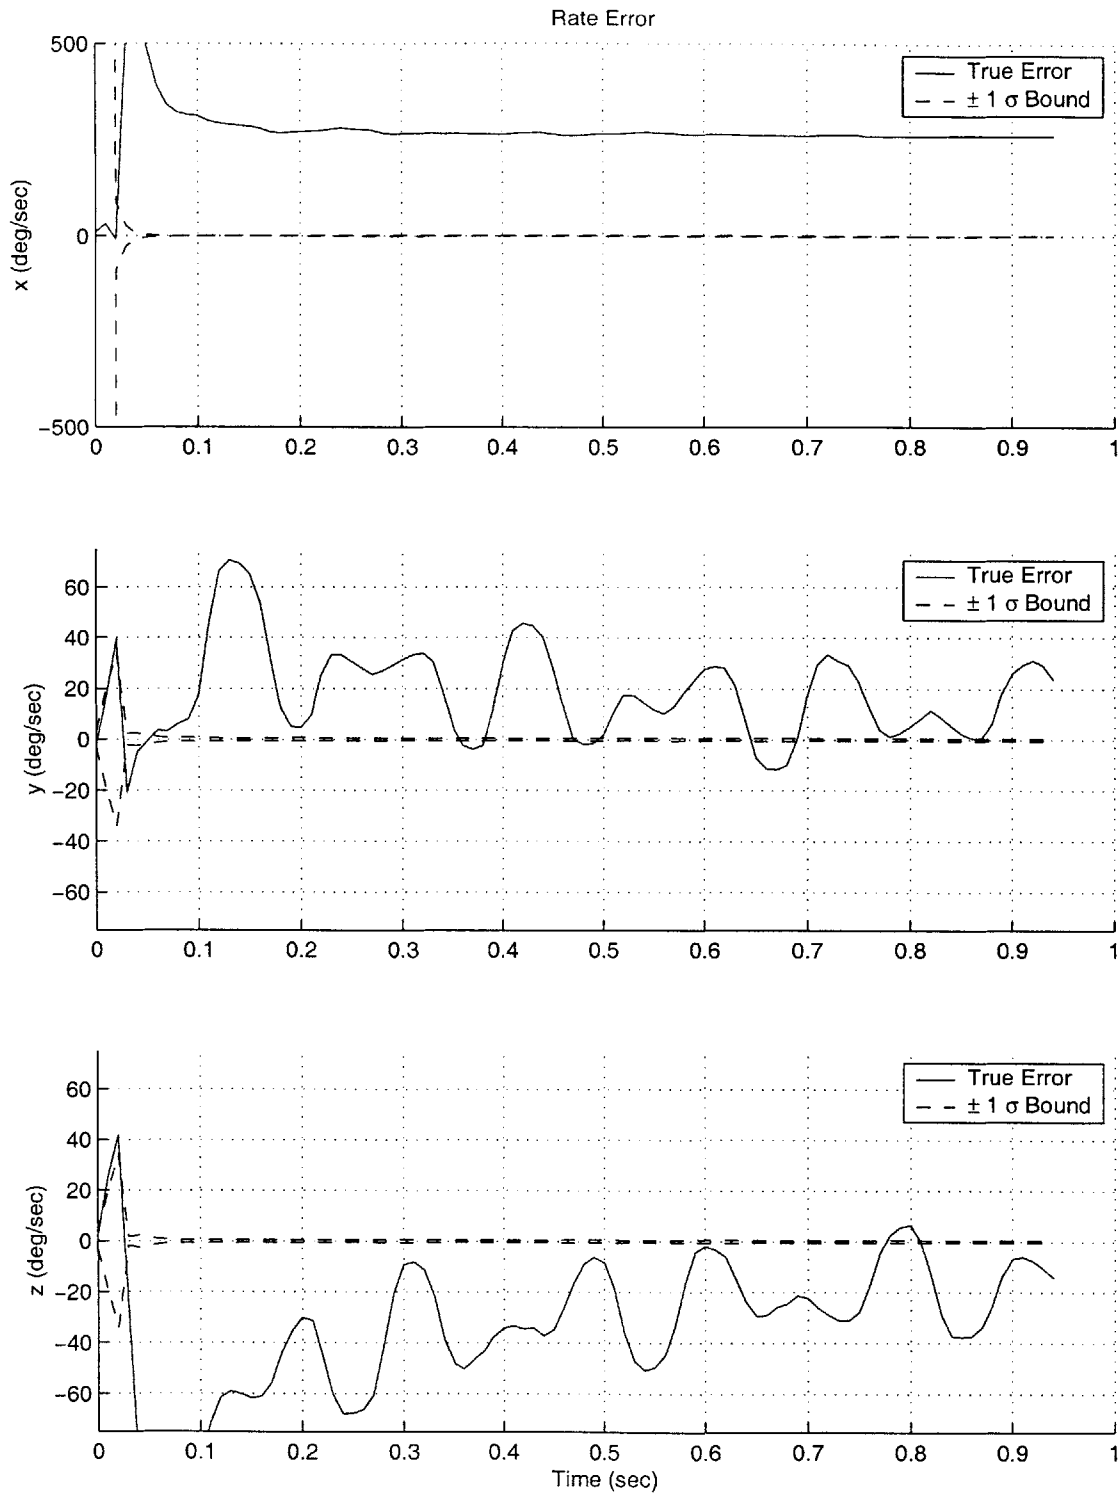 Rate Error
500
0
−500
x (deg/sec)
True Error
± 1 σ Bound
0 0.1 0.2 0.3 0.4 0.5 0.6 0.7 0.8 0.9 1
60
40
20
0
−20
−40
−60
y (deg/sec)
True Error
± 1 σ Bound
0 0.1 0.2 0.3 0.4 0.5 0.6 0.7 0.8 0.9 1
60
40
20
0
−20
−40
−60
z (deg/sec)
True Error
± 1 σ Bound
0 0.1 0.2 0.3 0.4 0.5 0.6 0.7 0.8 0.9 1
Time (sec)